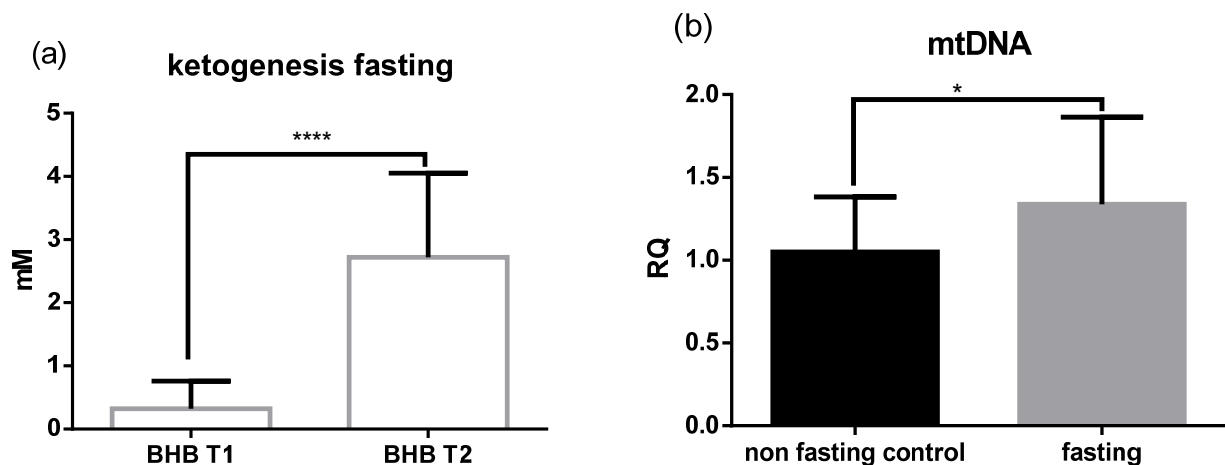 (a)
ketogenesis fasting
5
4
3
2
1
0
mM
****
BHB T1
BHB T2
(b)
mtDNA
2.0
1.5
1.0
0.5
0.0
RQ
*
non fasting control
fasting